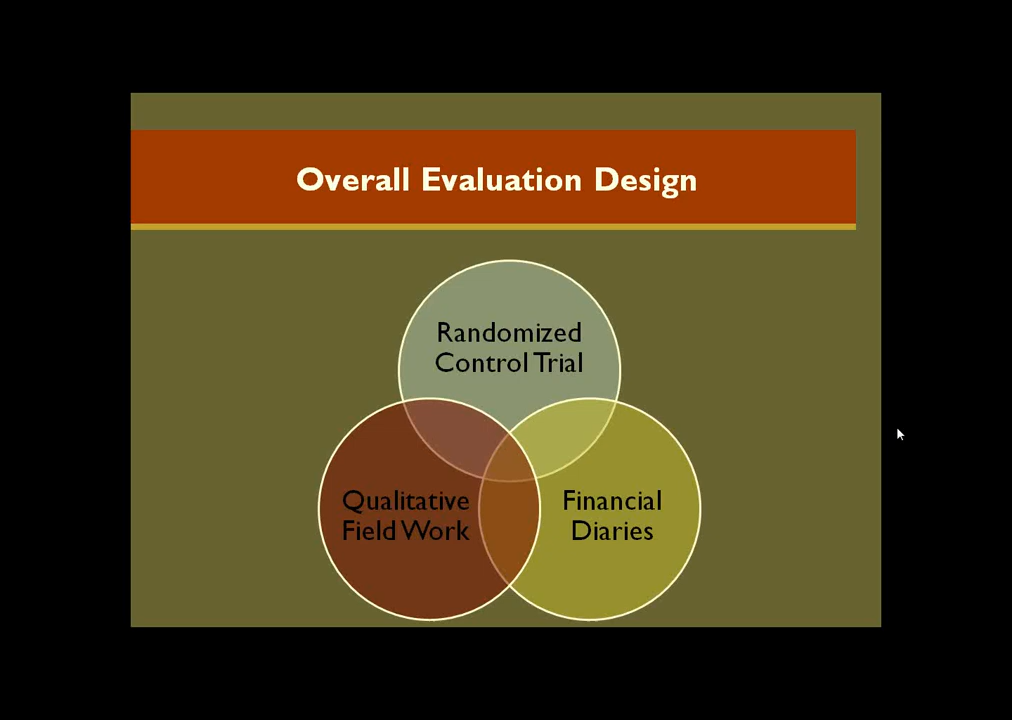 Overall Evaluation Design
Randomized
Control Trial
Qualitative
Field Work
Financial
Diaries